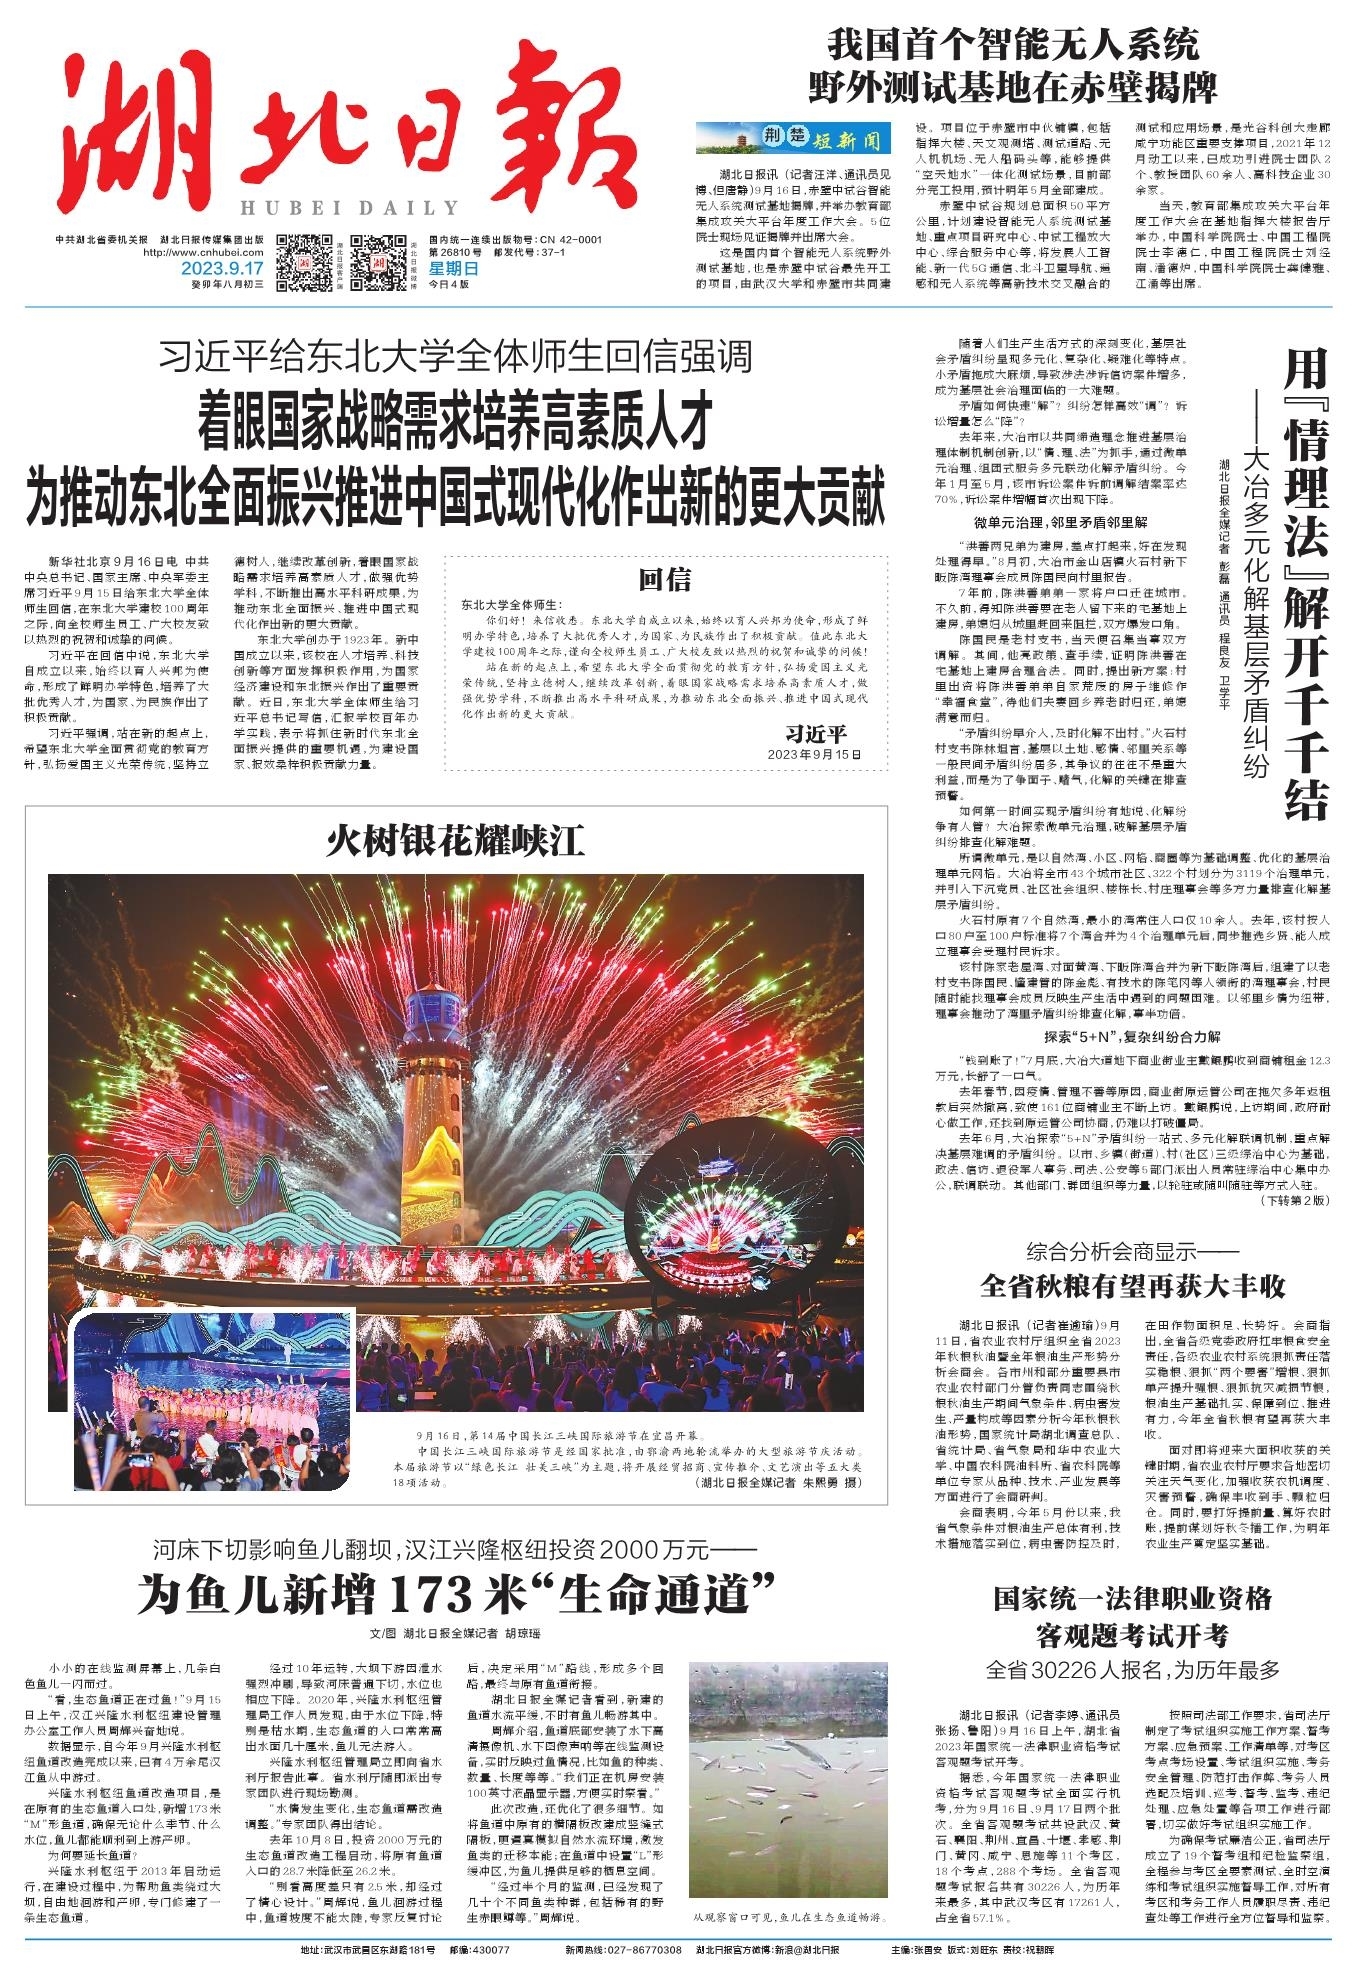 湖北日报
HUBEI DAILY
中共湖北省委机关报 湖北日报传媒集团出版
http://www.cnhubei.com
2023.9.17
癸卯年八月初三
湖北日报客户端
湖北日报微博
国内统一连续出版物号:CN 42-0001
第26810号 邮发代号:37-1
星期日
今日4版
我国首个智能无人系统
野外测试基地在赤壁揭牌
荆楚短新闻
湖北日报讯（记者汪洋、通讯员见
博、但唐静）9月16日,赤壁中试谷智能
无人系统测试基地揭牌,并举办教育部
集成攻关大平台年度工作大会。5位
院士现场见证揭牌并出席大会。
这是国内首个智能无人系统野外
测试基地,也是赤壁中试谷最先开工
的项目,由武汉大学和赤壁市共同建
设。项目位于赤壁市中伙铺镇,包括
指挥大楼、天文观测塔、测试道路、无
人机机场、无人船码头等,能够提供
“空天地水”一体化测试场景,目前部
分完工投用,预计明年5月全部建成。
赤壁中试谷规划总面积50平方
公里,计划建设智能无人系统测试基
地、重点项目研究中心、中试工程放大
中心、综合服务中心等,将发展人工智
能、新一代5G通信、北斗卫星导航、遥
感和无人系统等高新技术交叉融合的
测试和应用场景,是光谷科创大走廊
咸宁功能区重要支撑项目,2021年12
月动工以来,已成功引进院士团队2
个、教授团队60余人、高科技企业30
余家。
当天,教育部集成攻关大平台年
度工作大会在基地指挥大楼报告厅
举办,中国科学院院士、中国工程院
院士李德仁,中国工程院院士刘经
南、潘德炉,中国科学院院士龚健雅、
江涌等出席。
习近平给东北大学全体师生回信强调
着眼国家战略需求培养高素质人才
为推动东北全面振兴推进中国式现代化作出新的更大贡献
新华社北京9月16日电 中共
中央总书记、国家主席、中央军委主
席习近平9月15日给东北大学全体
师生回信,在东北大学建校100周年
之际,向全校师生员工、广大校友致
以热烈的祝贺和诚挚的问候。
习近平在回信中说,东北大学
自成立以来,始终以育人兴邦为使
命,形成了鲜明办学特色,培养了大
批优秀人才,为国家、为民族作出了
积极贡献。
习近平强调,站在新的起点上,
希望东北大学全面贯彻党的教育方
针,弘扬爱国主义光荣传统,坚持立
德树人,继续改革创新,着眼国家战
略需求培养高素质人才,做强优势
学科,不断推出高水平科研成果,为
推动东北全面振兴、推进中国式现
代化作出新的更大贡献。
东北大学创办于1923年。新中
国成立以来,该校在人才培养、科技
创新等方面发挥积极作用,为国家
经济建设和东北振兴作出了重要贡
献。近日,东北大学全体师生给习
近平总书记写信,汇报学校百年办
学实践,表示将抓住新时代东北全
面振兴提供的重要机遇,为建设国
家、报效桑梓积极贡献力量。
回信
东北大学全体师生:
你们好！来信收悉。东北大学自成立以来,始终以育人兴邦为使命,形成了鲜
明办学特色,培养了大批优秀人才,为国家、为民族作出了积极贡献。值此东北大
学建校100周年之际,谨向全校师生员工、广大校友致以热烈的祝贺和诚挚的问候！
站在新的起点上,希望东北大学全面贯彻党的教育方针,弘扬爱国主义光
荣传统,坚持立德树人,继续改革创新,着眼国家战略需求培养高素质人才,做
强优势学科,不断推出高水平科研成果,为推动东北全面振兴、推进中国式现代
化作出新的更大贡献。
习近平
2023年9月15日
火树银花耀峡江
9月16日,第14届中国长江三峡国际旅游节在宜昌开幕。
中国长江三峡国际旅游节是经国家批准,由鄂渝两地轮流举办的大型旅游节庆活动。
本届旅游节以“绿色长江 壮美三峡”为主题,将开展经贸招商、宣传推介、文艺演出等五大类
18项活动。 （湖北日报全媒记者 朱熙勇 摄）
用『情理法』解开千千结
——大冶多元化解基层矛盾纠纷
湖北日报全媒记者 彭磊 通讯员 程良友 卫学平
随着人们生产生活方式的深刻变化,基层社
会矛盾纠纷呈现多元化、复杂化、疑难化等特点。
小矛盾拖成大麻烦,导致涉法涉诉信访案件增多,
成为基层社会治理面临的一大难题。
矛盾如何快速“解”？纠纷怎样高效“调”？诉
讼增量怎么“降”？
去年来,大冶市以共同缔造理念推进基层治
理体制机制创新,以“情、理、法”为抓手,通过微单
元治理、组团式服务多元联动化解矛盾纠纷。今
年1月至5月,该市诉讼案件诉前调解结案率达
70%,诉讼案件增幅首次出现下降。
微单元治理,邻里矛盾邻里解
“洪善两兄弟为建房,差点打起来,好在发现
处理得早。”8月初,大冶市金山店镇火石村新下
畈陈湾理事会成员陈国民向村里报告。
7年前,陈洪善弟弟一家将户口迁往城市。
不久前,得知陈洪善要在老人留下来的宅基地上
建房,弟媳妇从城里赶回来阻拦,双方爆发口角。
陈国民是老村支书,当天便召集当事双方
调解。其间,他亮政策、查手续,证明陈洪善在
宅基地上建房合理合法。同时,提出新方案:村
里出资将陈洪善弟弟自家荒废的房子维修作
“幸福食堂”,待他们夫妻回乡养老时归还,弟媳
满意而归。
“矛盾纠纷早介入,及时化解不出村。”火石村
村支书陈林坦言,基层以土地、感情、邻里关系等
一般民间矛盾纠纷居多,其争议的往往不是重大
利益,而是为了争面子、赌气,化解的关键在排查
预警。
如何第一时间实现矛盾纠纷有地说、化解纷
争有人管？大冶探索微单元治理,破解基层矛盾
纠纷排查化解难题。
所谓微单元,是以自然湾、小区、网格、商圈等为基础调整、优化的基层治
理单元网格。大冶将全市43个城市社区、322个村划分为3119个治理单元,
并引入下沉党员、社区社会组织、楼栋长、村庄理事会等多方力量排查化解基
层矛盾纠纷。
火石村原有7个自然湾,最小的湾常住人口仅10余人。去年,该村按人
口80户至100户标准将7个湾合并为4个治理单元后,同步推选乡贤、能人成
立理事会受理村民诉求。
该村陈家老屋湾、对面黄湾、下畈陈湾合并为新下畈陈湾后,组建了以老
村支书陈国民、懂建管的陈金彪、有技术的陈宅冈等人领衔的湾理事会,村民
随时能找理事会成员反映生产生活中遇到的问题困难。以邻里乡情为纽带,
理事会推动了湾里矛盾纠纷排查化解,事半功倍。
探索“5+N”,复杂纠纷合力解
“钱到账了！”7月底,大冶大道地下商业街业主戴鲲鹏收到商铺租金12.3
万元,长舒了一口气。
去年春节,因疫情、管理不善等原因,商业街原运营公司在拖欠多年返租
款后突然撤离,致使161位商铺业主不断上访。戴鲲鹏说,上访期间,政府耐
心做工作,还找到原运营公司协商,仍难以打破僵局。
去年6月,大冶探索“5+N”矛盾纠纷一站式、多元化解联调机制,重点解
决基层难调的矛盾纠纷。以市、乡镇(街道)、村(社区)三级综治中心为基础,
政法、信访、退役军人事务、司法、公安等5部门派出人员常驻综治中心集中办
公,联调联动。其他部门、群团组织等力量,以轮驻或随叫随驻等方式入驻。
（下转第2版）
综合分析会商显示——
全省秋粮有望再获大丰收
湖北日报讯（记者崔逾瑜）9月
11日,省农业农村厅组织全省2023
年秋粮秋油暨全年粮油生产形势分
析会商会。各市州和部分重要县市
农业农村部门分管负责同志围绕秋
粮秋油生产期间气象条件、病虫害发
生、产量构成等因素分析今年秋粮秋
油形势,国家统计局湖北调查总队、
省统计局、省气象局和华中农业大
学、中国农科院油料所、省农科院等
单位专家从品种、技术、产业发展等
方面进行了会商研判。
会商表明,今年5月份以来,我
省气象条件对粮油生产总体有利,技
术措施落实到位,病虫害防控及时,
在田作物面积足、长势好。会商指
出,全省各级党委政府扛牢粮食安全
责任,各级农业农村系统狠抓责任落
实稳粮、狠抓“两个要害”增粮、狠抓
单产提升强粮、狠抓抗灾减损节粮,
粮油生产基础扎实、保障到位、推进
有力,今年全省秋粮有望再获大丰
收。
面对即将迎来大面积收获的关
键时期,省农业农村厅要求各地密切
关注天气变化,加强收获农机调度、
灾害预警,确保丰收到手、颗粒归
仓。同时,要打好提前量、算好农时
账,提前谋划好秋冬播工作,为明年
农业生产奠定坚实基础。
河床下切影响鱼儿翻坝,汉江兴隆枢纽投资2000万元——
为鱼儿新增173米“生命通道”
文/图 湖北日报全媒记者 胡琼瑶
小小的在线监测屏幕上,几条白
色鱼儿一闪而过。
“看,生态鱼道正在过鱼！”9月15
日上午,汉江兴隆水利枢纽建设管理
办公室工作人员周辉兴奋地说。
数据显示,自今年9月兴隆水利枢
纽鱼道改造完成以来,已有4万余尾汉
江鱼从中游过。
兴隆水利枢纽鱼道改造项目,是
在原有的生态鱼道入口处,新增173米
“M”形鱼道,确保无论什么季节、什么
水位,鱼儿都能顺利到上游产卵。
为何要延长鱼道？
兴隆水利枢纽于2013年启动运
行,在建设过程中,为帮助鱼类绕过大
坝,自由地洄游和产卵,专门修建了一
条生态鱼道。
经过10年运转,大坝下游因泄水
强烈冲刷,导致河床普遍下切,水位也
相应下降。2020年,兴隆水利枢纽管
理局工作人员发现,由于水位下降,特
别是枯水期,生态鱼道的入口常常高
出水面几十厘米,鱼儿无法游入。
兴隆水利枢纽管理局立即向省水
利厅报告此事。省水利厅随即派出专
家团队进行现场勘测。
“水情发生变化,生态鱼道需改造
调整。”专家团队得出结论。
去年10月8日,投资2000万元的
生态鱼道改造工程启动,将原有鱼道
入口的28.7米降低至26.2米。
“别看高度差只有2.5米,却经过
了精心设计。”周辉说,鱼儿洄游过程
中,鱼道坡度不能太陡,专家反复讨论
后,决定采用“M”路线,形成多个回
路,最终与原有鱼道衔接。
湖北日报全媒记者看到,新建的
鱼道水流平缓,不时有鱼儿畅游其中。
周辉介绍,鱼道底部安装了水下高
清摄像机、水下图像声呐等在线监测设
备,实时反映过鱼情况,比如鱼的种类、
数量、长度等等。“我们正在机房安装
100英寸液晶显示器,方便实时察看。”
此次改造,还优化了很多细节。如
将鱼道中原有的横隔板改建成竖缝式
隔板,更逼真模拟自然水流环境,激发
鱼类的迁移本能;在鱼道中设置“L”形
缓冲区,为鱼儿提供足够的栖息空间。
“经过半个月的监测,已经发现了
几十个不同鱼类种群,包括稀有的野
生赤眼鳟等。”周辉说。
从观察窗口可见,鱼儿在生态鱼道畅游。
国家统一法律职业资格
客观题考试开考
全省30226人报名,为历年最多
湖北日报讯（记者李婷、通讯员
张扬、鲁阳）9月16日上午,湖北省
2023年国家统一法律职业资格考试
客观题考试开考。
据悉,今年国家统一法律职业
资格考试客观题考试全面实行机
考,分为9月16日、9月17日两个批
次。全省客观题考试共设武汉、黄
石、襄阳、荆州、宜昌、十堰、孝感、荆
门、黄冈、咸宁、恩施等11个考区,
18个考点,288个考场。全省客观
题考试报名共有30226人,为历年
来最多,其中武汉考区有17261人,
占全省57.1%。
按照司法部工作要求,省司法厅
制定了考试组织实施工作方案、督考
方案、应急预案、工作清单等,对考区
考点考场设置、考试组织实施、考务
安全管理、防范打击作弊、考务人员
选配及培训、巡考、督考、监考、违纪
处理、应急处置等各项工作进行部
署,切实做好考试组织实施工作。
为确保考试廉洁公正,省司法厅
成立了19个督考组和纪检监察组,
全程参与考区全要素测试、全时空演
练和考试组织实施督导工作,对所有
考区和考务工作人员履职尽责、违纪
查处等工作进行全方位督导和监察。
地址:武汉市武昌区东湖路181号 邮编:430077 新闻热线:027-86770308 湖北日报官方微博:新浪@湖北日报 主编:张国安 版式:刘旺东 责校:祝朝晖